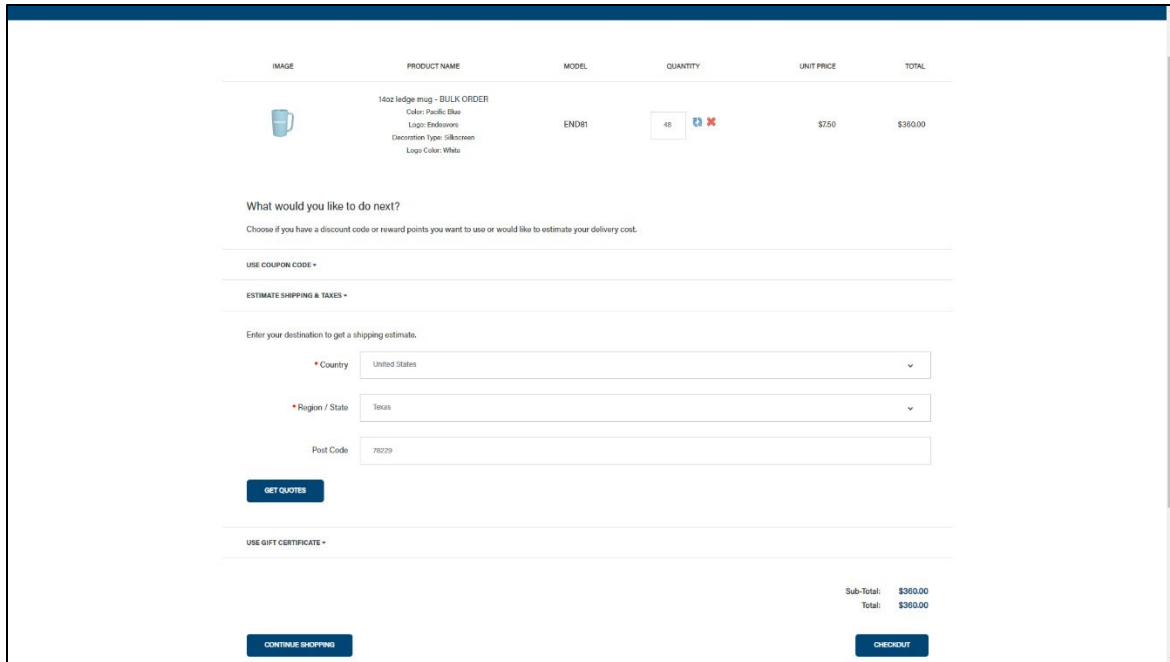 IMAGE PRODUCT NAME MODEL QUANTITY UNIT PRICE TOTAL
14oz ledge mug - BULK ORDER
Color: Pacific Blue
Logo: Endeavors
Decoration Type: Silkscreen
Logo Color: White
END81 48 $7.50 $360.00
What would you like to do next?
Choose if you have a discount code or reward points you want to use or would like to estimate your delivery cost.
USE COUPON CODE
ESTIMATE SHIPPING & TAXES
Enter your destination to get a shipping estimate.
* Country United States
* Region / State Texas
Post Code 78229
GET QUOTES
USE GIFT CERTIFICATE
Sub-Total: $360.00
Total: $360.00
CONTINUE SHOPPING CHECKOUT